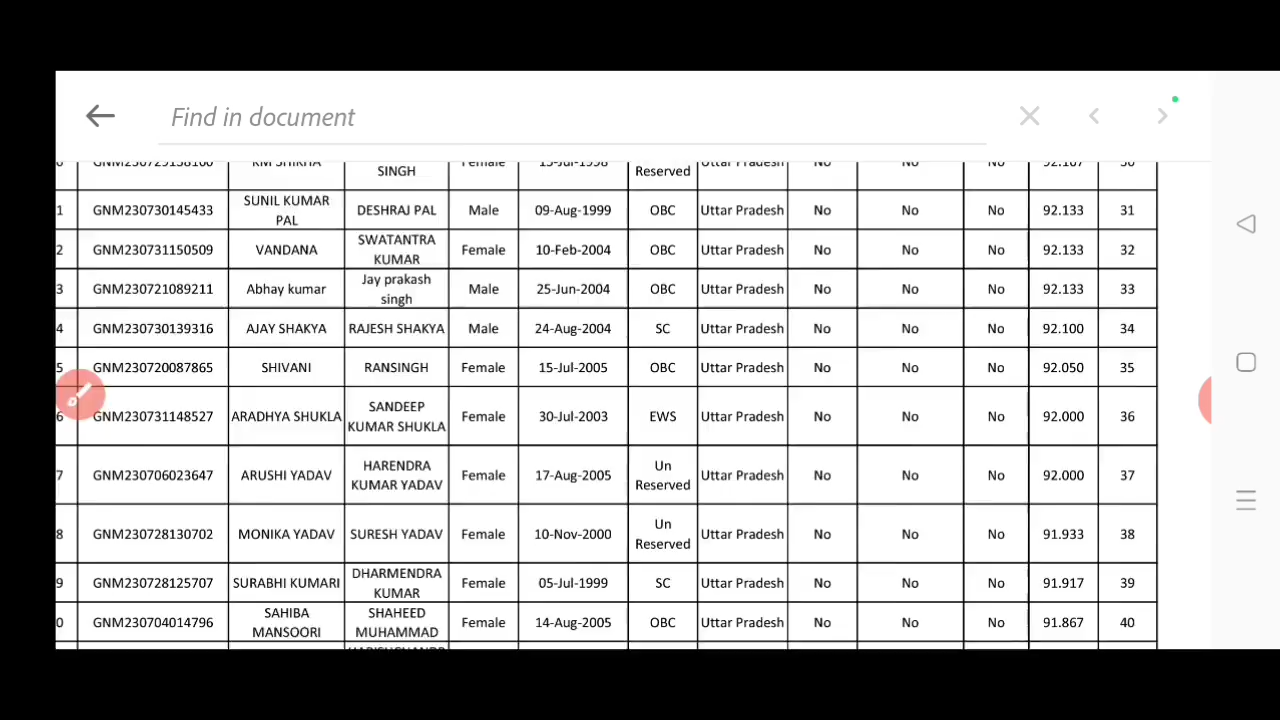 Find in document
GNM230729138100 KM SHIKHA SINGH Female 15-Jul-1998 Reserved Uttar Pradesh No No No 92.167 30
1 GNM230730145433 SUNIL KUMAR PAL DESHRAJ PAL Male 09-Aug-1999 OBC Uttar Pradesh No No No 92.133 31
2 GNM230731150509 VANDANA SWATANTRA KUMAR Female 10-Feb-2004 OBC Uttar Pradesh No No No 92.133 32
3 GNM230721089211 Abhay kumar Jay prakash singh Male 25-Jun-2004 OBC Uttar Pradesh No No No 92.133 33
4 GNM230730139316 AJAY SHAKYA RAJESH SHAKYA Male 24-Aug-2004 SC Uttar Pradesh No No No 92.100 34
5 GNM230720087865 SHIVANI RANSINGH Female 15-Jul-2005 OBC Uttar Pradesh No No No 92.050 35
6 GNM230731148527 ARADHYA SHUKLA SANDEEP KUMAR SHUKLA Female 30-Jul-2003 EWS Uttar Pradesh No No No 92.000 36
7 GNM230706023647 ARUSHI YADAV HARENDRA KUMAR YADAV Female 17-Aug-2005 Un Reserved Uttar Pradesh No No No 92.000 37
8 GNM230728130702 MONIKA YADAV SURESH YADAV Female 10-Nov-2000 Un Reserved Uttar Pradesh No No No 91.933 38
9 GNM230728125707 SURABHI KUMARI DHARMENDRA KUMAR Female 05-Jul-1999 SC Uttar Pradesh No No No 91.917 39
0 GNM230704014796 SAHIBA MANSOORI SHAHEED MUHAMMAD Female 14-Aug-2005 OBC Uttar Pradesh No No No 91.867 40